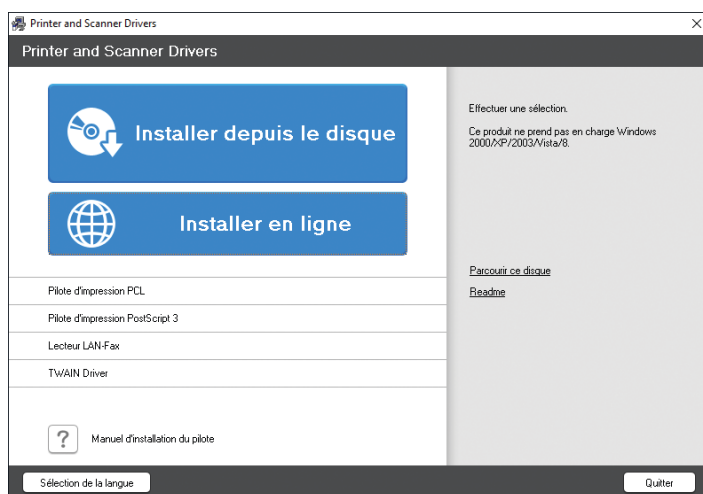 Printer and Scanner Drivers
Printer and Scanner Drivers
Installer depuis le disque
Installer en ligne
Pilote d'impression PCL
Pilote d'impression PostScript 3
Lecteur LAN-Fax
TWAIN Driver
? Manuel d'installation du pilote
Effectuer une sélection.
Ce produit ne prend pas en charge Windows
2000/XP/2003/Vista/8.
Parcourir ce disque
Readme
Sélection de la langue
Quitter